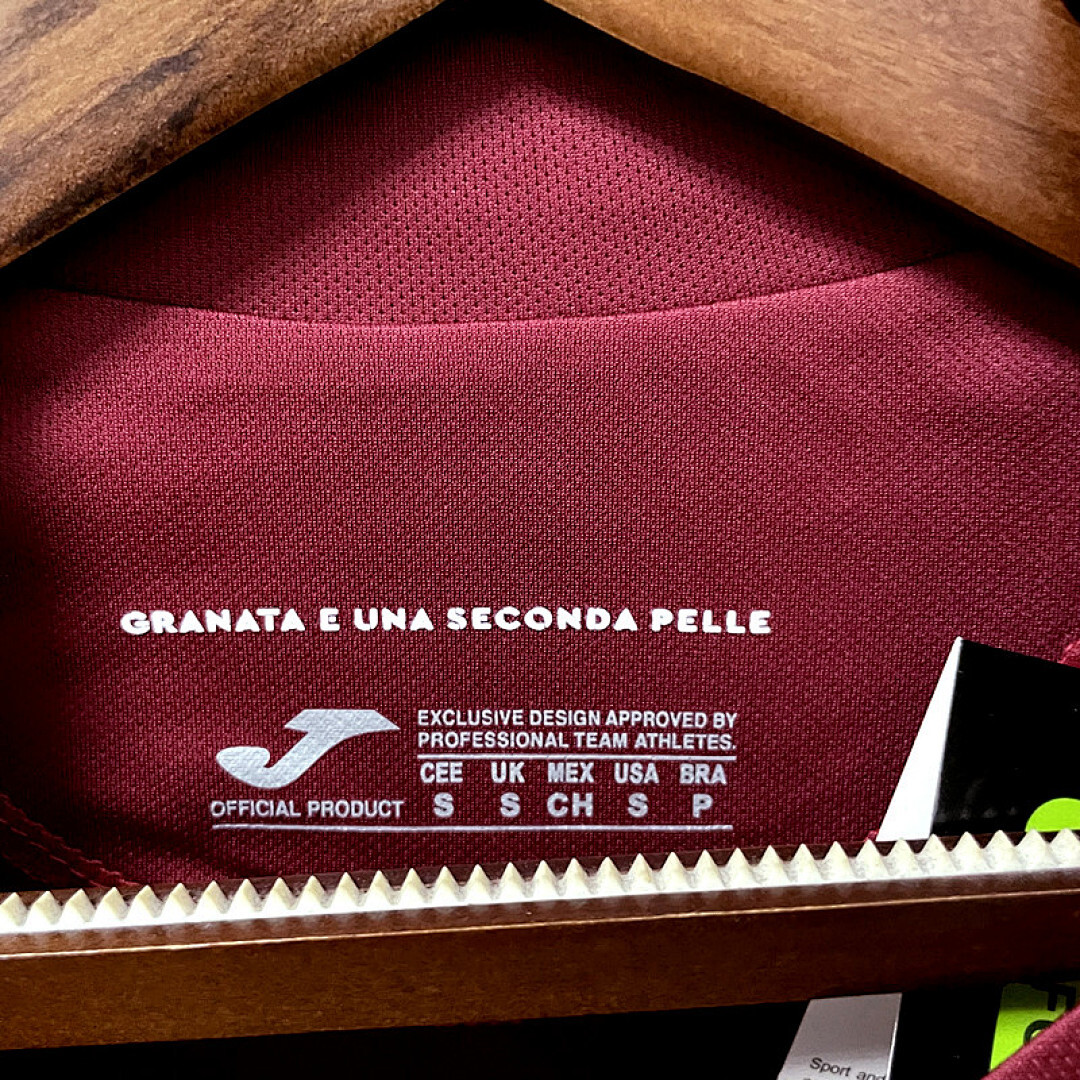 GRANATA E UNA SECONDA PELLE
EXCLUSIVE DESIGN APPROVED BY
PROFESSIONAL TEAM ATHLETES.
CEE UK MEX USA BRA
S S CH S P
OFFICIAL PRODUCT
Sport and